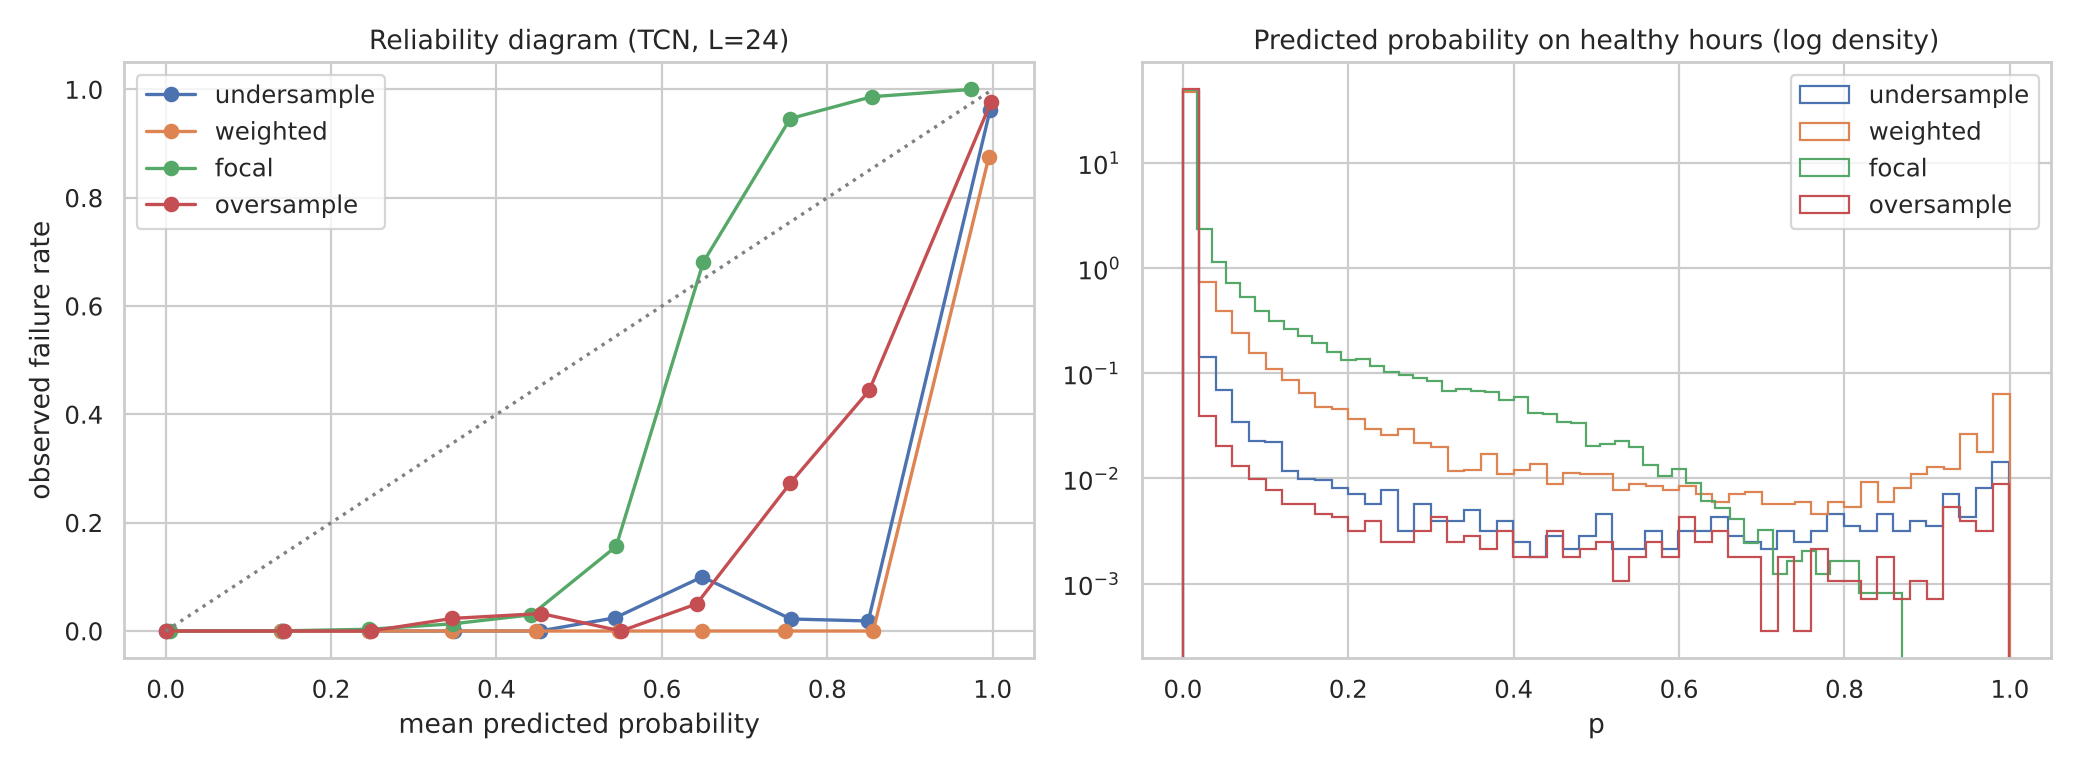 Reliability diagram (TCN, L=24)
undersample
weighted
focal
oversample
observed failure rate
1.0
0.8
0.6
0.4
0.2
0.0
0.0 0.2 0.4 0.6 0.8 1.0
mean predicted probability
Predicted probability on healthy hours (log density)
undersample
weighted
focal
oversample
10¹
10⁰
10⁻¹
10⁻²
10⁻³
0.0 0.2 0.4 0.6 0.8 1.0
p